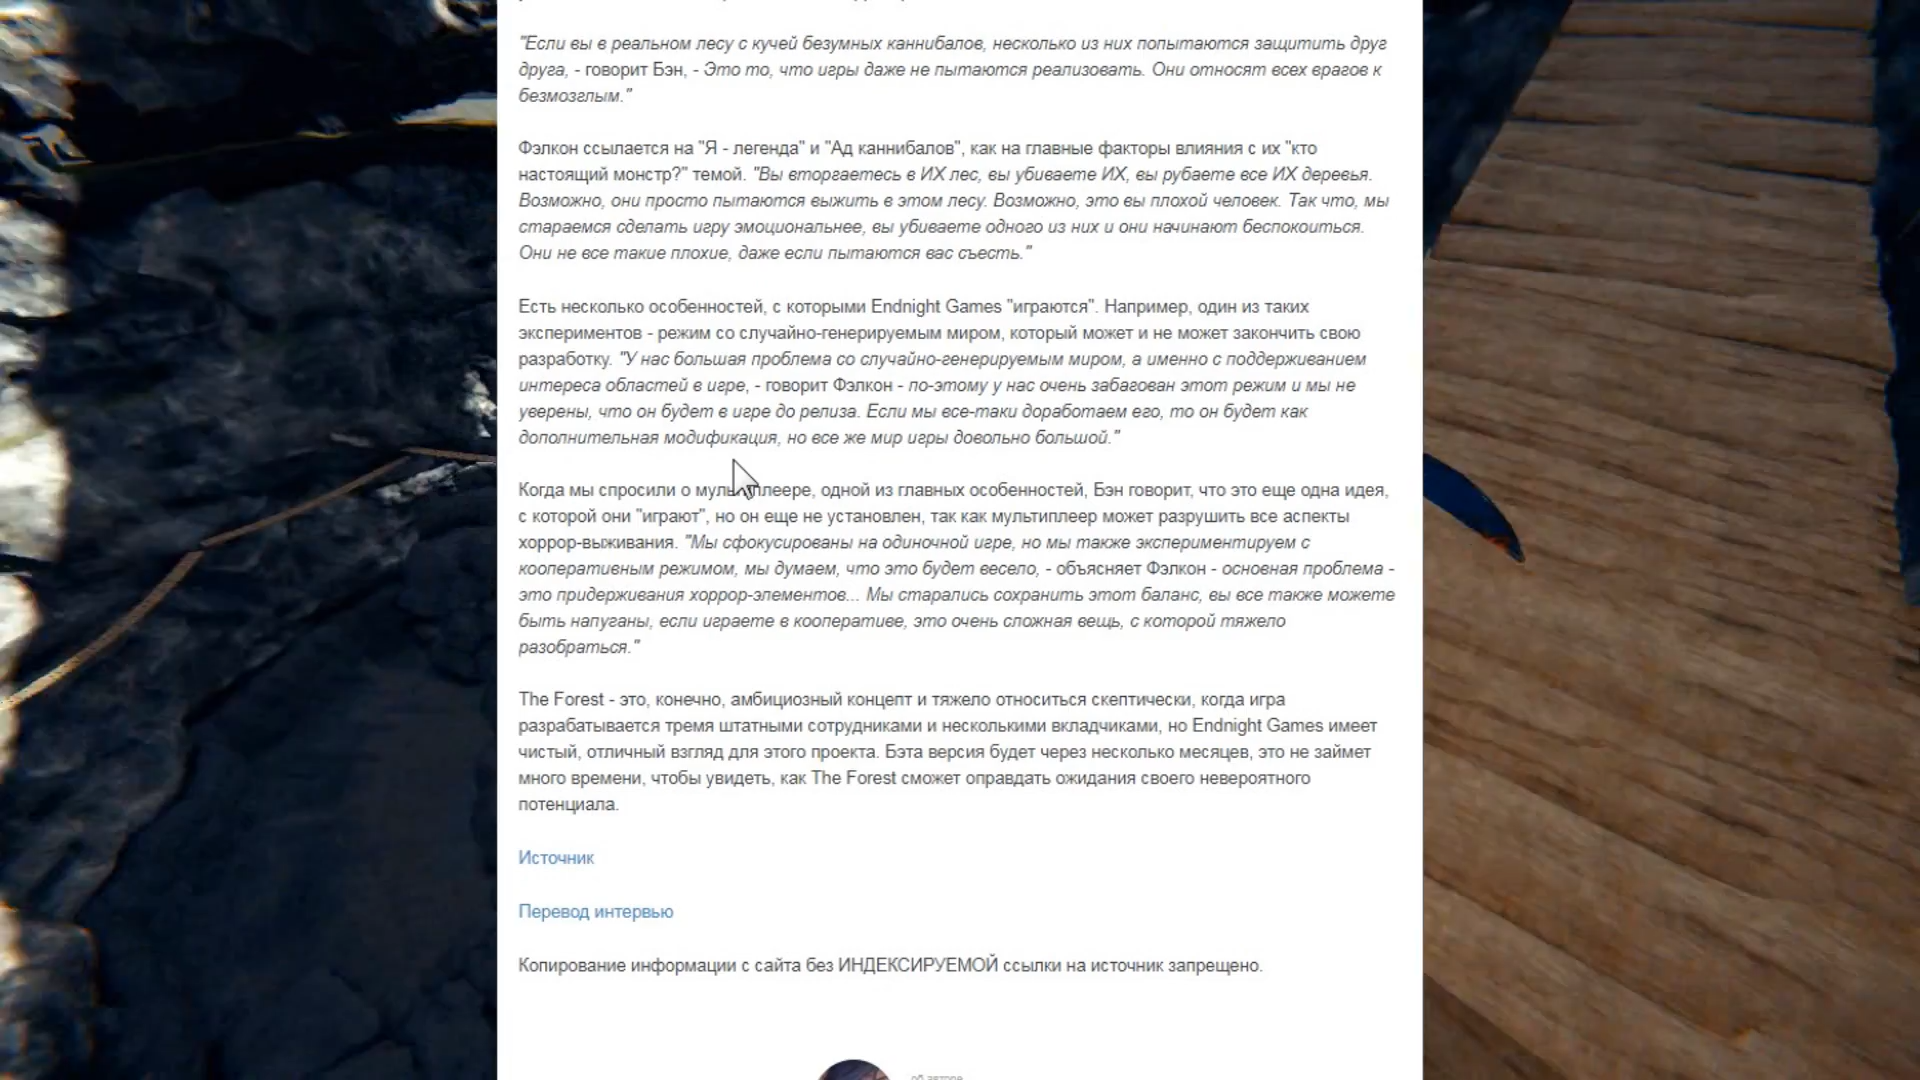 "Если вы в реальном лесу с кучей безумных каннибалов, несколько из них попытаются защитить друг
друга, - говорит Бэн, - Это то, что игры даже не пытаются реализовать. Они относят всех врагов к
безмозглым."
Фэлкон ссылается на "Я - легенда" и "Ад каннибалов", как на главные факторы влияния с их "кто
настоящий монстр?" темой. "Вы вторгаетесь в ИХ лес, вы убиваете ИХ, вы рубаете все ИХ деревья.
Возможно, они просто пытаются выжить в этом лесу. Возможно, это вы плохой человек. Так что, мы
стараемся сделать игру эмоциональнее, вы убиваете одного из них и они начинают беспокоиться.
Они не все такие плохие, даже если пытаются вас съесть."
Есть несколько особенностей, с которыми Endnight Games "играются". Например, один из таких
экспериментов - режим со случайно-генерируемым миром, который может и не может закончить свою
разработку. "У нас большая проблема со случайно-генерируемым миром, а именно с поддерживанием
интереса областей в игре, - говорит Фэлкон - по-этому у нас очень забагован этот режим и мы не
уверены, что он будет в игре до релиза. Если мы все-таки доработаем его, то он будет как
дополнительная модификация, но все же мир игры довольно большой."
Когда мы спросили о мультиплеере, одной из главных особенностей, Бэн говорит, что это еще одна идея,
с которой они "играют", но он еще не установлен, так как мультиплеер может разрушить все аспекты
хоррор-выживания. "Мы сфокусированы на одиночной игре, но мы также экспериментируем с
кооперативным режимом, мы думаем, что это будет весело, - объясняет Фэлкон - основная проблема -
это придерживания хоррор-элементов... Мы старались сохранить этот баланс, вы все также можете
быть напуганы, если играете в кооперативе, это очень сложная вещь, с которой тяжело
разобраться."
The Forest - это, конечно, амбициозный концепт и тяжело относиться скептически, когда игра
разрабатывается тремя штатными сотрудниками и несколькими вкладчиками, но Endnight Games имеет
чистый, отличный взгляд для этого проекта. Бэта версия будет через несколько месяцев, это не займет
много времени, чтобы увидеть, как The Forest сможет оправдать ожидания своего невероятного
потенциала.
Источник
Перевод интервью
Копирование информации с сайта без ИНДЕКСИРУЕМОЙ ссылки на источник запрещено.